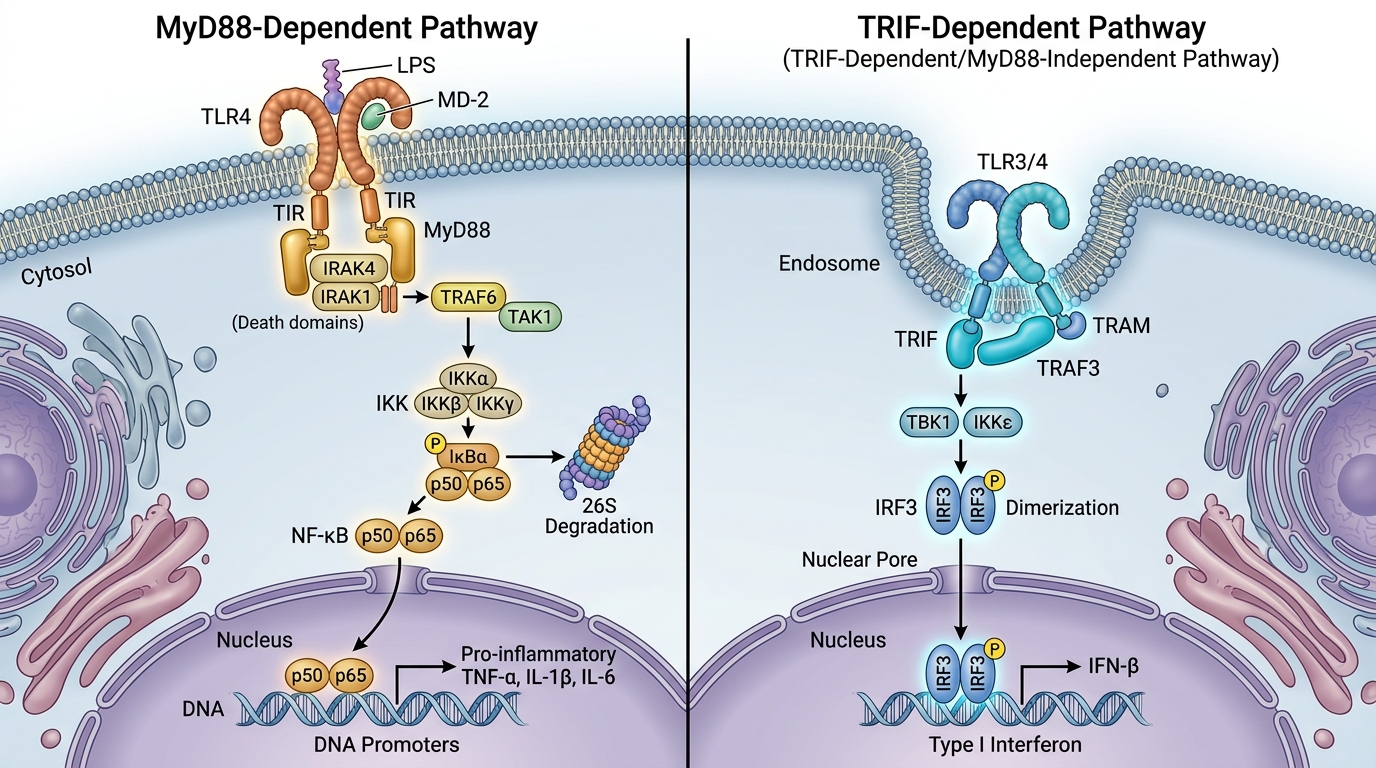 MyD88-Dependent Pathway
LPS
MD-2
TLR4
TIR
TIR
MyD88
Cytosol
IRAK4
IRAK1
(Death domains)
TRAF6
TAK1
IKKα
IKK
IKKβ
IKKγ
P
IκBα
p50
p65
26S
Degradation
NF-κB
p50
p65
Nucleus
p50
p65
Pro-inflammatory
TNF-α, IL-1β, IL-6
DNA
DNA Promoters
TRIF-Dependent Pathway
(TRIF-Dependent/MyD88-Independent Pathway)
TLR3/4
Endosome
TRIF
TRAM
TRAF3
TBK1
IKKε
IRF3
IRF3
IRF3
P
Dimerization
Nuclear Pore
Nucleus
IRF3
IRF3
P
IFN-β
Type I Interferon